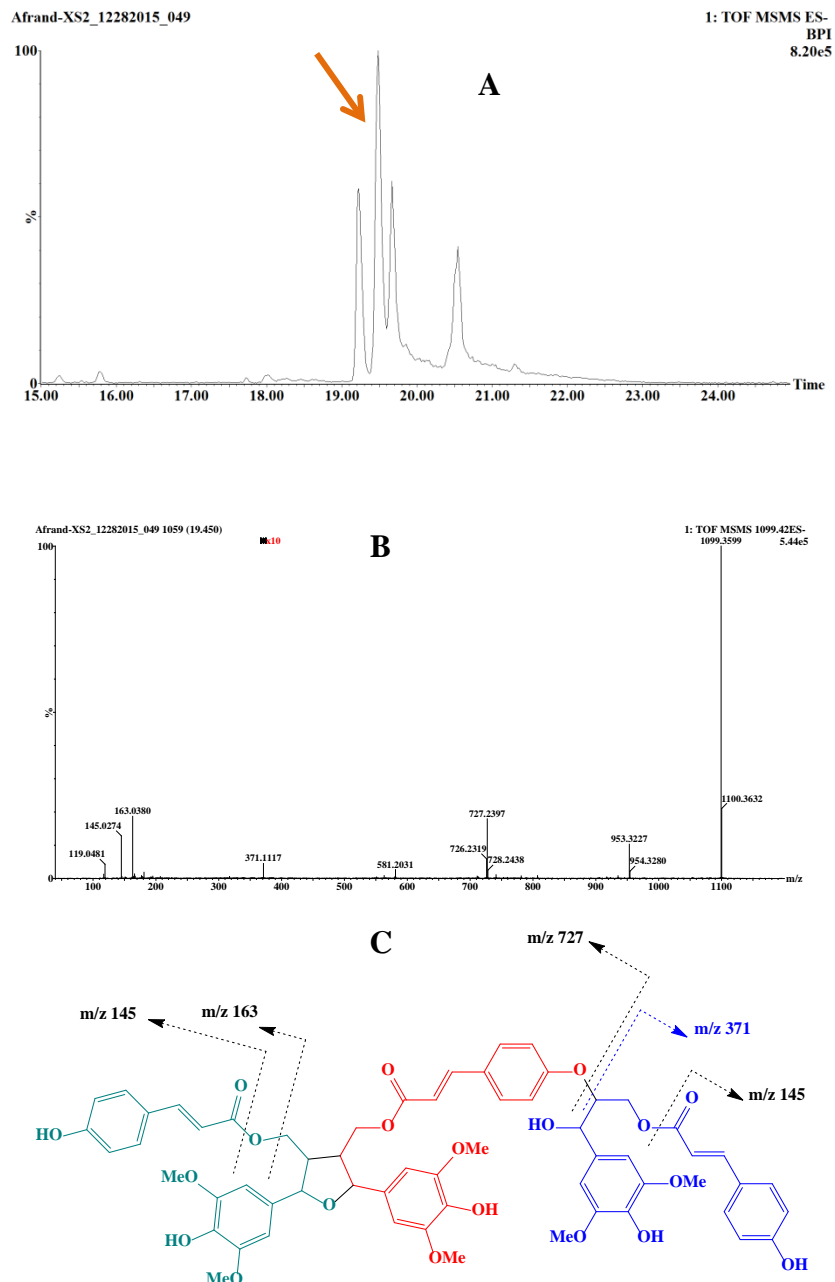 Afrand-XS2_12282015_049
1: TOF MSMS ES-
BPI
8.20e5
A
100
%
0
15.00 16.00 17.00 18.00 19.00 20.00 21.00 22.00 23.00 24.00 Time
Afrand-XS2_12282015_049 1059 (19.450)
x10
B
1: TOF MSMS 1099.42ES-
5.44e5
1099.3599
100
%
0
163.0380
145.0274
119.0481
371.1117
581.2031
727.2397
726.2319
728.2438
953.3227
954.3280
1100.3632
100 200 300 400 500 600 700 800 900 1000 1100 m/z
C
m/z 727
m/z 145
m/z 163
m/z 371
m/z 145
O
O
O
HO
O
O
HO
O
O
MeO
OMe
O
OMe
HO
OH
MeO
OMe
MeO
OH
OH